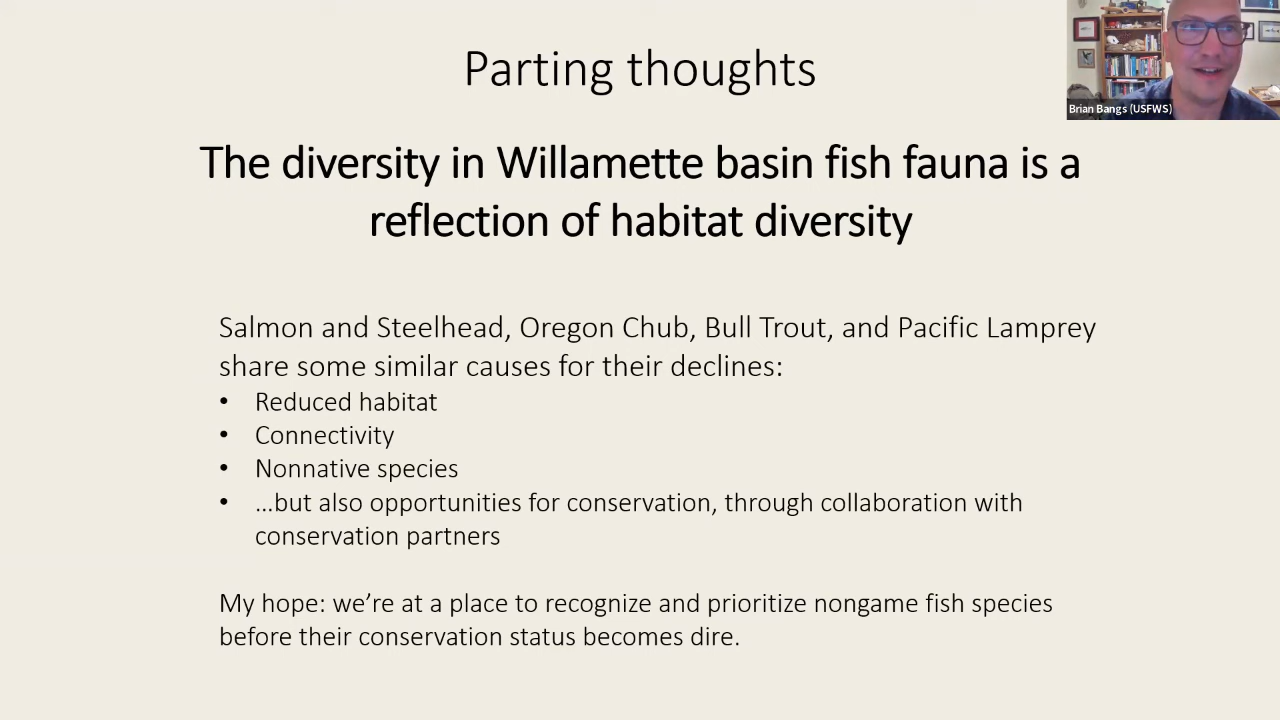 Parting thoughts
Brian Bangs (USFWS)
The diversity in Willamette basin fish fauna is a
reflection of habitat diversity
Salmon and Steelhead, Oregon Chub, Bull Trout, and Pacific Lamprey
share some similar causes for their declines:
• Reduced habitat
• Connectivity
• Nonnative species
• …but also opportunities for conservation, through collaboration with
conservation partners
My hope: we’re at a place to recognize and prioritize nongame fish species
before their conservation status becomes dire.